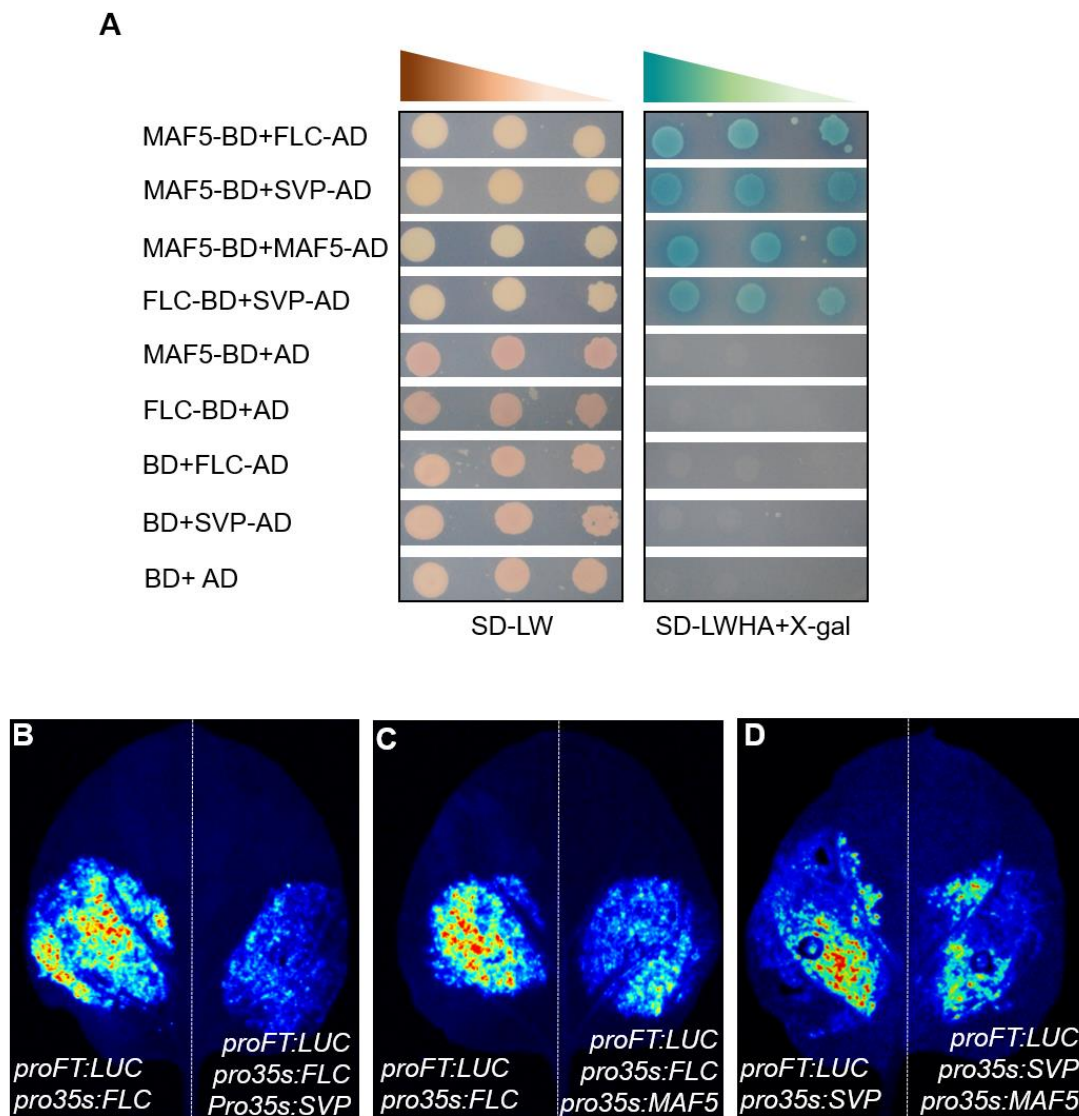 A
MAF5-BD+FLC-AD
MAF5-BD+SVP-AD
MAF5-BD+MAF5-AD
FLC-BD+SVP-AD
MAF5-BD+AD
FLC-BD+AD
BD+FLC-AD
BD+SVP-AD
BD+ AD
SD-LW
SD-LWHA+X-gal
B
proFT:LUC
pro35s:FLC
proFT:LUC
pro35s:FLC
Pro35s:SVP
C
proFT:LUC
pro35s:FLC
proFT:LUC
pro35s:FLC
pro35s:MAF5
D
proFT:LUC
pro35s:SVP
proFT:LUC
pro35s:SVP
pro35s:MAF5